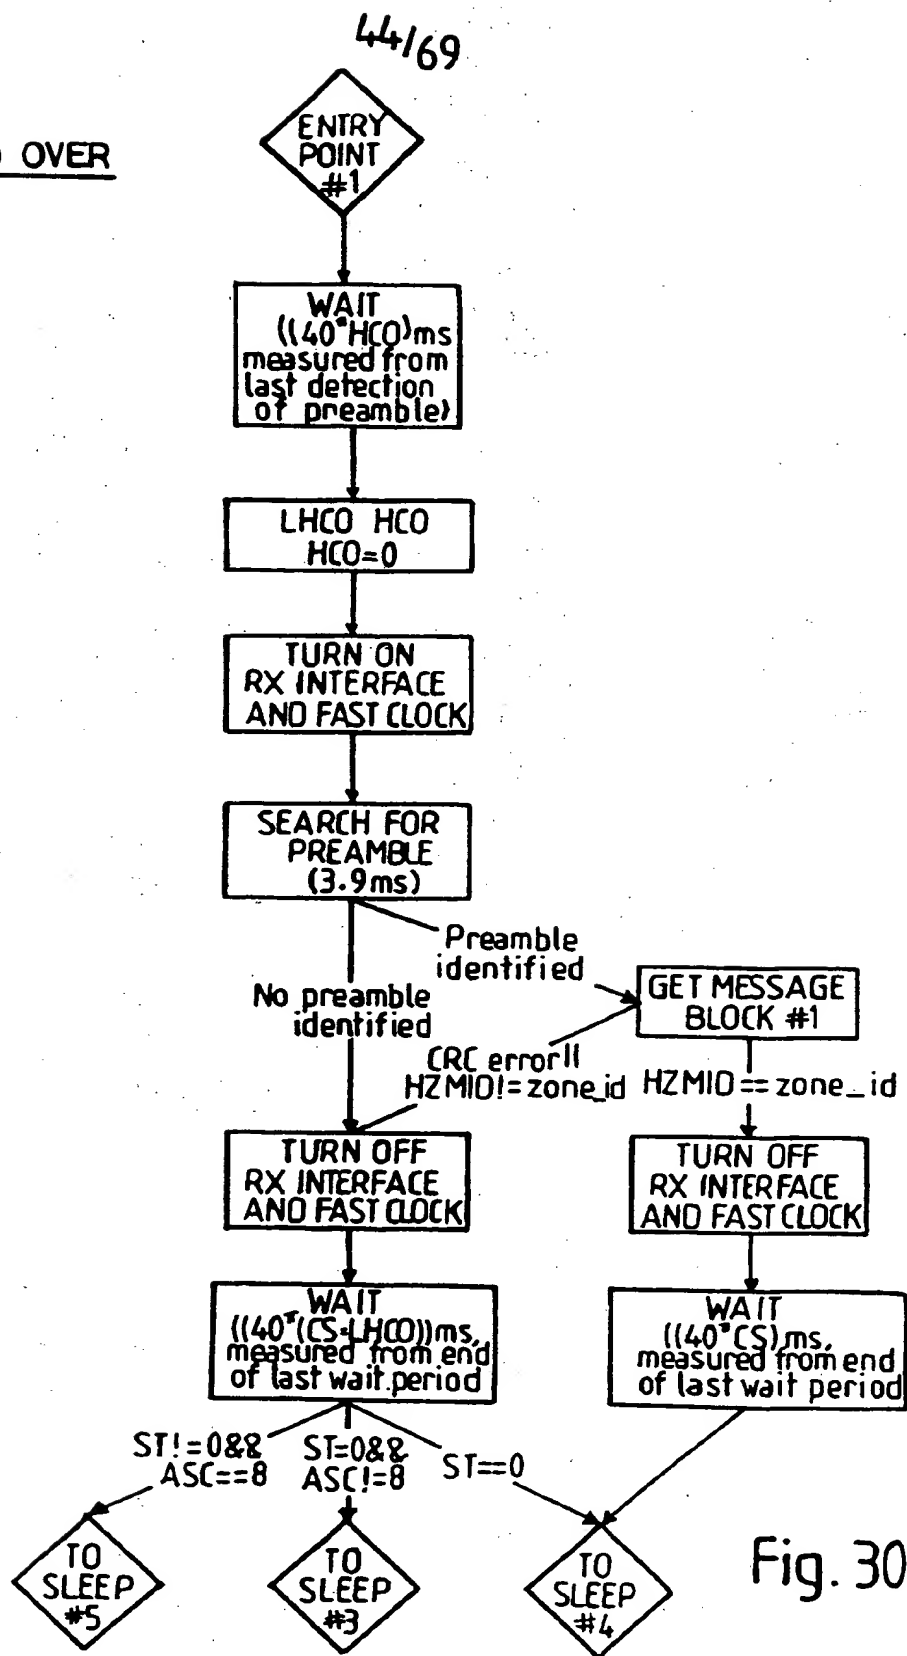 44/69
OVER
ENTRY
POINT
#1
WAIT
((40*HCO)ms
measured from
last detection
of preamble)
LHCO HCO
HCO=0
TURN ON
RX INTERFACE
AND FAST CLOCK
SEARCH FOR
PREAMBLE
(3.9ms)
Preamble
identified
No preamble
identified
GET MESSAGE
BLOCK #1
CRC error||
HZMID!=zone_id
HZMID==zone_id
TURN OFF
RX INTERFACE
AND FAST CLOCK
TURN OFF
RX INTERFACE
AND FAST CLOCK
WAIT
((40*(CS-LHCO))ms,
measured from end
of last wait period
WAIT
((40*CS)ms,
measured from end
of last wait period
ST!=0&&
ASC==8
ST=0&&
ASC!=8
ST==0
TO
SLEEP
#5
TO
SLEEP
#3
TO
SLEEP
#4
Fig. 30